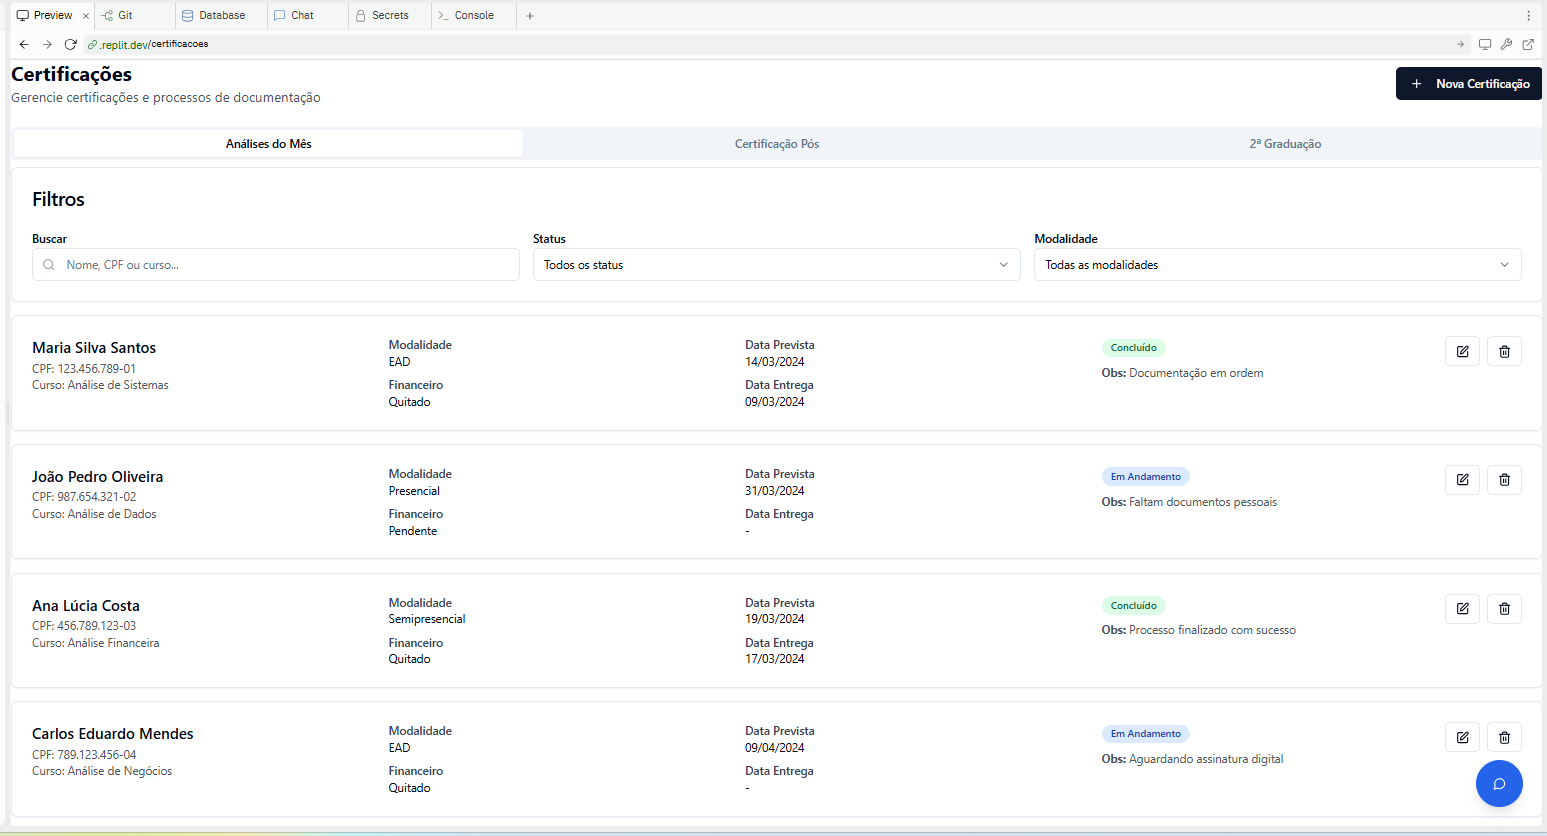 Preview
Git
Database
Chat
Secrets
Console
.replit.dev/certificacoes
Certificações
Gerencie certificações e processos de documentação
Nova Certificação
Análises do Mês
Certificação Pós
2ª Graduação
Filtros
Buscar
Nome, CPF ou curso...
Status
Todos os status
Modalidade
Todas as modalidades
Maria Silva Santos
CPF: 123.456.789-01
Curso: Análise de Sistemas
Modalidade
EAD
Financeiro
Quitado
Data Prevista
14/03/2024
Data Entrega
09/03/2024
Concluído
Obs: Documentação em ordem
João Pedro Oliveira
CPF: 987.654.321-02
Curso: Análise de Dados
Modalidade
Presencial
Financeiro
Pendente
Data Prevista
31/03/2024
Data Entrega
-
Em Andamento
Obs: Faltam documentos pessoais
Ana Lúcia Costa
CPF: 456.789.123-03
Curso: Análise Financeira
Modalidade
Semipresencial
Financeiro
Quitado
Data Prevista
19/03/2024
Data Entrega
17/03/2024
Concluído
Obs: Processo finalizado com sucesso
Carlos Eduardo Mendes
CPF: 789.123.456-04
Curso: Análise de Negócios
Modalidade
EAD
Financeiro
Quitado
Data Prevista
09/04/2024
Data Entrega
-
Em Andamento
Obs: Aguardando assinatura digital